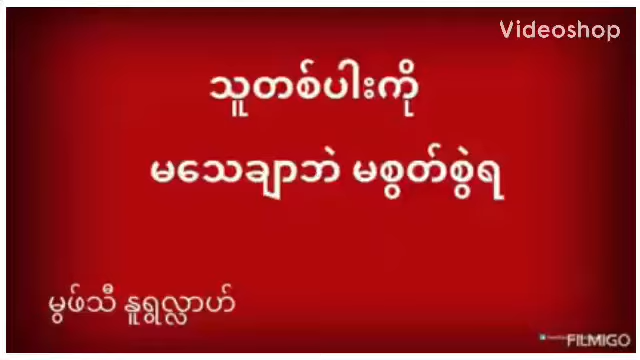 Videoshop
သူတစ်ပါးကို
မသေချာဘဲ မစွတ်စွဲရ
မွဖ်သီ နူရွလ္လာဟ်
FILMIGO